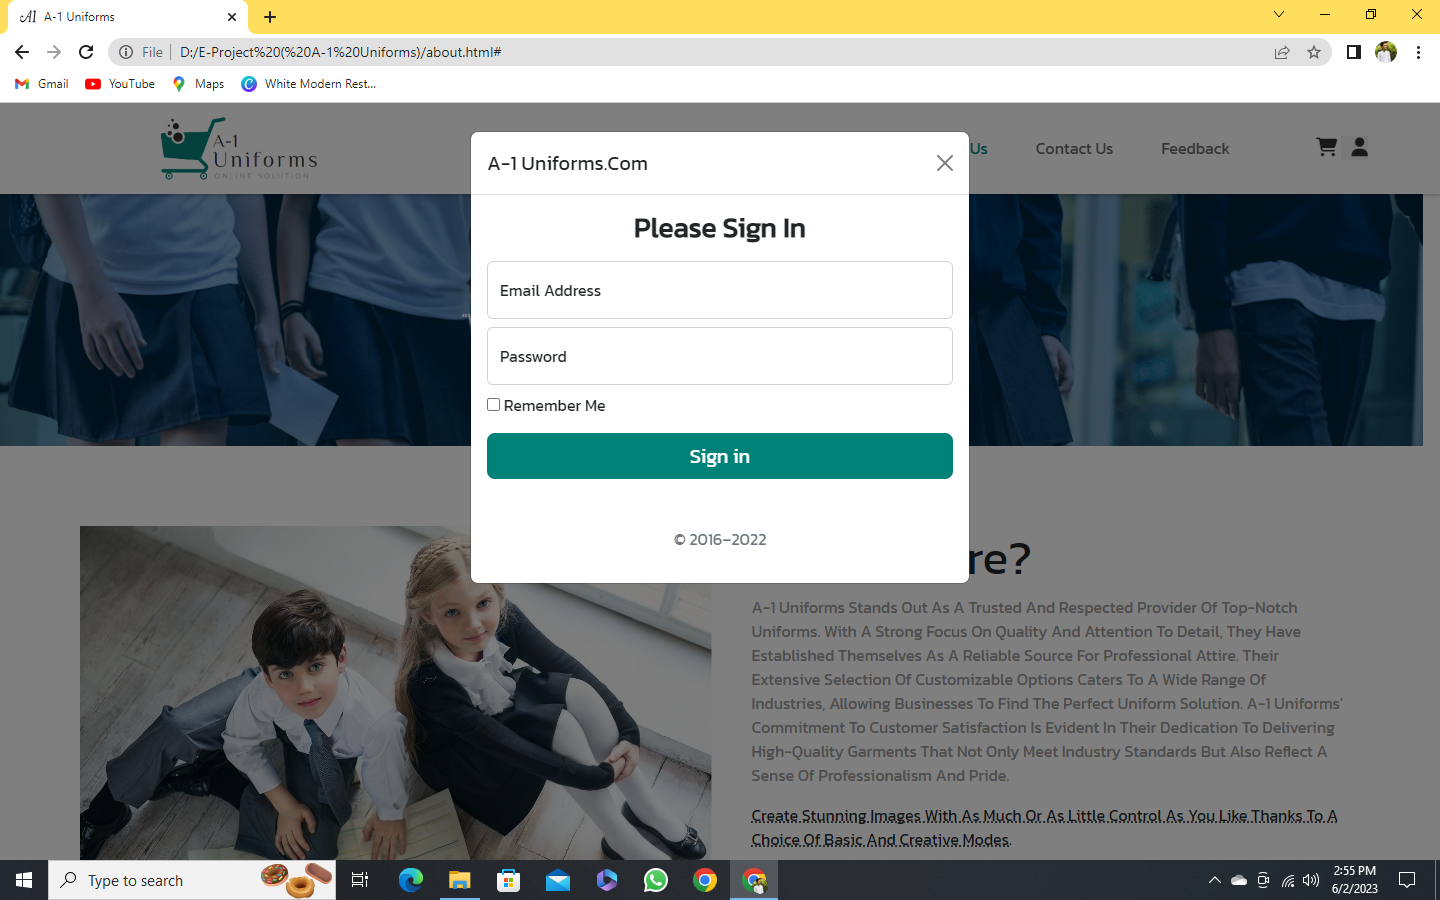 A1 A-1 Uniforms
File D:/E-Project%20(%20A-1%20Uniforms)/about.html#
Gmail YouTube Maps White Modern Rest...
A-1
Uniforms
ONLINE SOLUTION
Us Contact Us Feedback
A-1 Uniforms.Com
Please Sign In
Email Address
Password
Remember Me
Sign in
© 2016–2022
re?
A-1 Uniforms Stands Out As A Trusted And Respected Provider Of Top-Notch
Uniforms. With A Strong Focus On Quality And Attention To Detail, They Have
Established Themselves As A Reliable Source For Professional Attire. Their
Extensive Selection Of Customizable Options Caters To A Wide Range Of
Industries, Allowing Businesses To Find The Perfect Uniform Solution. A-1 Uniforms'
Commitment To Customer Satisfaction Is Evident In Their Dedication To Delivering
High-Quality Garments That Not Only Meet Industry Standards But Also Reflect A
Sense Of Professionalism And Pride.
Create Stunning Images With As Much Or As Little Control As You Like Thanks To A
Choice Of Basic And Creative Modes.
Type to search
2:55 PM
6/2/2023